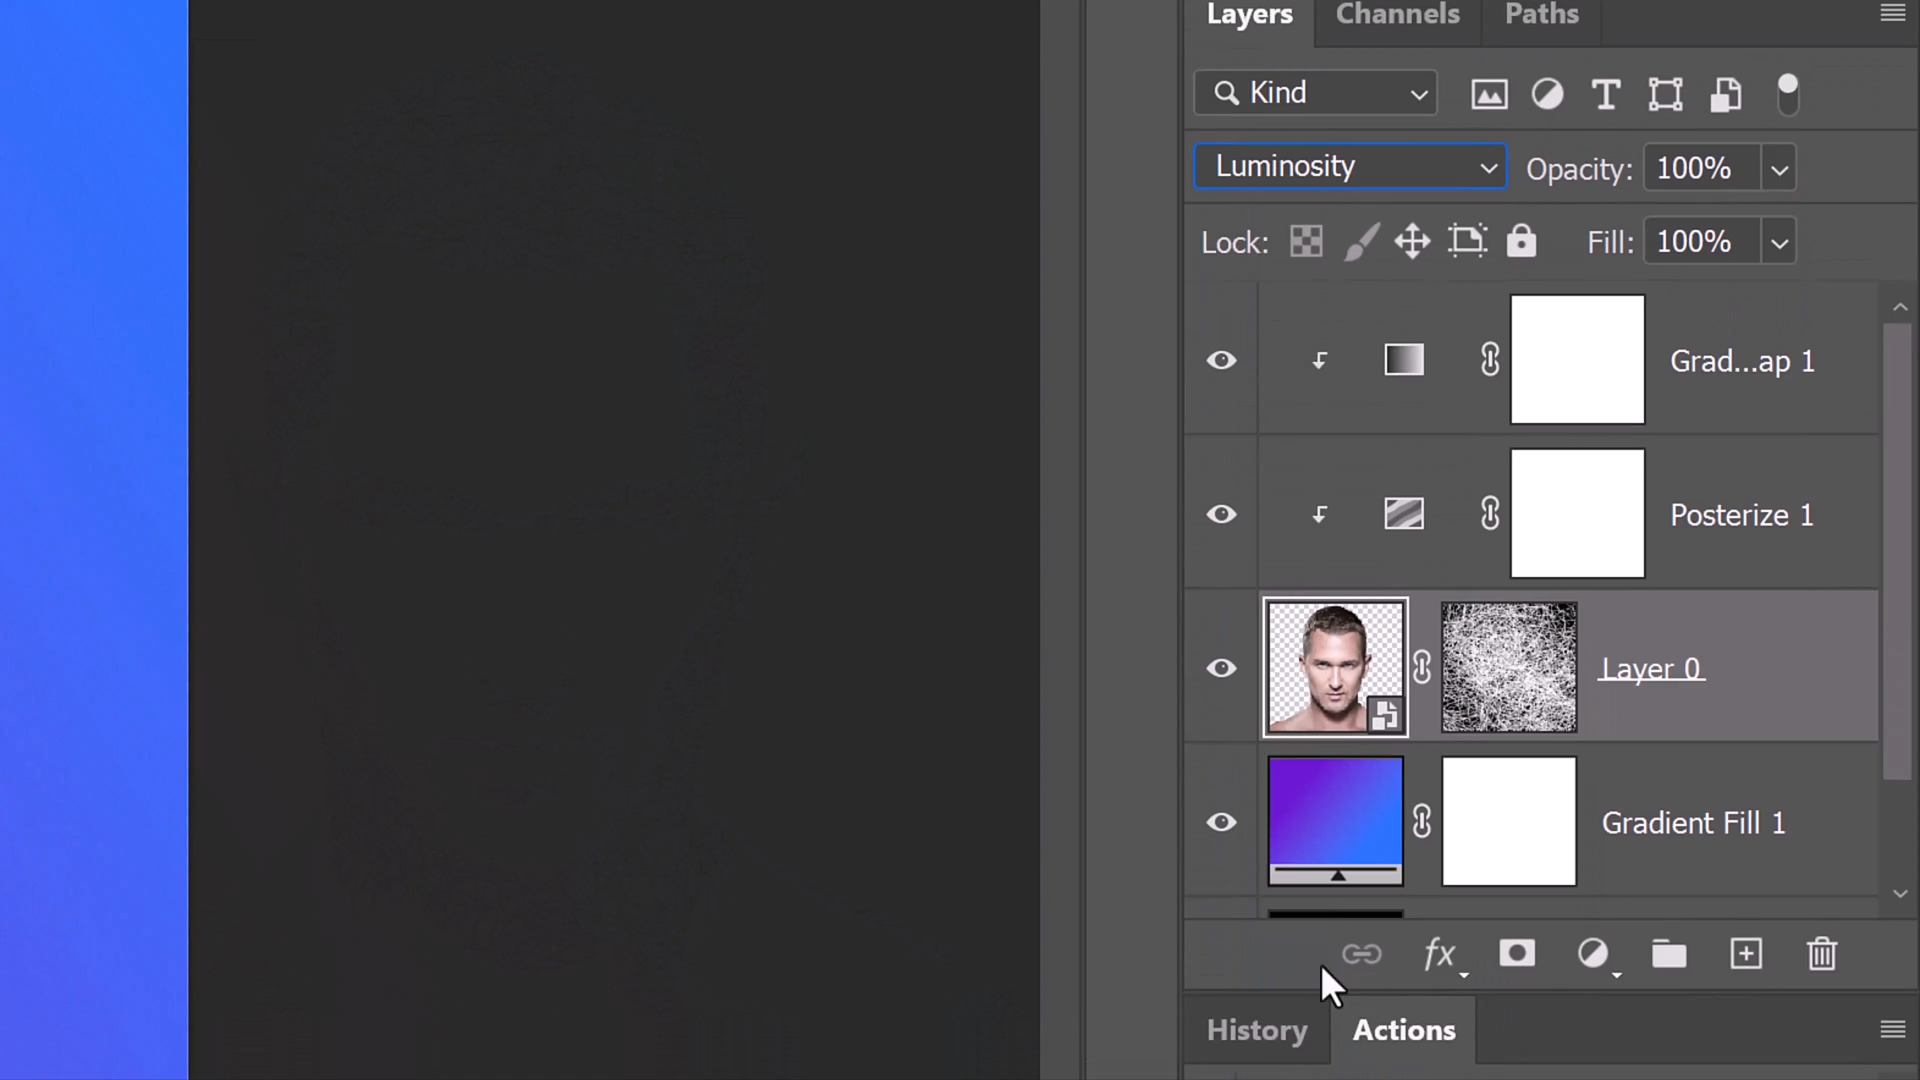 Layers Channels Paths
Kind
Luminosity Opacity: 100%
Lock: Fill: 100%
Grad...ap 1
Posterize 1
Layer 0
Gradient Fill 1
fx
History Actions